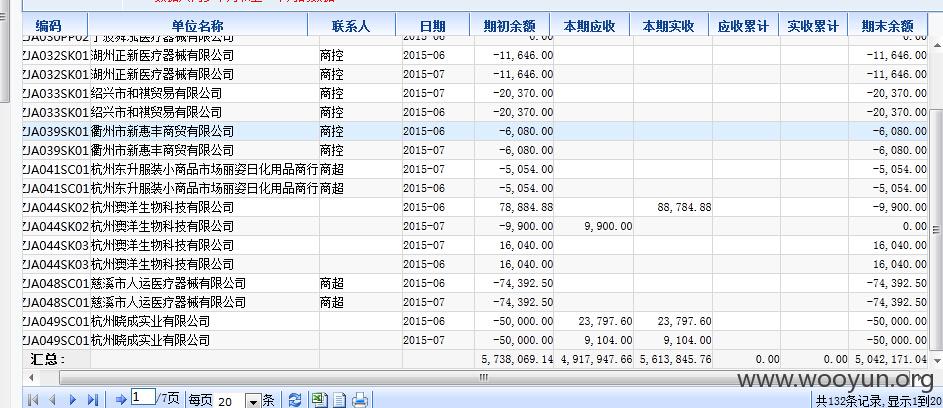 编码 单位名称 联系人 日期 期初余额 本期应收 本期实收 应收累计 实收累计 期末余额
ZJA032SK01 湖州正新医疗器械有限公司 商控 2015-06 -11,646.00 -11,646.00
ZJA032SK01 湖州正新医疗器械有限公司 商控 2015-07 -11,646.00 -11,646.00
ZJA033SK01 绍兴市和祺贸易有限公司 商控 2015-07 -20,370.00 -20,370.00
ZJA033SK01 绍兴市和祺贸易有限公司 商控 2015-06 -20,370.00 -20,370.00
ZJA039SK01 衢州市新惠丰商贸有限公司 商控 2015-06 -6,080.00 -6,080.00
ZJA039SK01 衢州市新惠丰商贸有限公司 商控 2015-07 -6,080.00 -6,080.00
ZJA041SC01 杭州东升服装小商品市场丽姿日化用品商行 商超 2015-07 -5,054.00 -5,054.00
ZJA041SC01 杭州东升服装小商品市场丽姿日化用品商行 商超 2015-06 -5,054.00 -5,054.00
ZJA044SK02 杭州澳洋生物科技有限公司 2015-06 78,884.88 88,784.88 -9,900.00
ZJA044SK02 杭州澳洋生物科技有限公司 2015-07 -9,900.00 9,900.00 0.00
ZJA044SK03 杭州澳洋生物科技有限公司 2015-07 16,040.00 16,040.00
ZJA044SK03 杭州澳洋生物科技有限公司 2015-06 16,040.00 16,040.00
ZJA048SC01 慈溪市人运医疗器械有限公司 商超 2015-06 -74,392.50 -74,392.50
ZJA048SC01 慈溪市人运医疗器械有限公司 商超 2015-07 -74,392.50 -74,392.50
ZJA049SC01 杭州晓成实业有限公司 2015-06 -50,000.00 23,797.60 23,797.60 -50,000.00
ZJA049SC01 杭州晓成实业有限公司 2015-07 -50,000.00 9,104.00 9,104.00 -50,000.00
汇总： 5,738,069.14 4,917,947.66 5,613,845.76 0.00 0.00 5,042,171.04
www.wooyun.org
1 /7页 每页 20 条 共132条记录,显示1到20